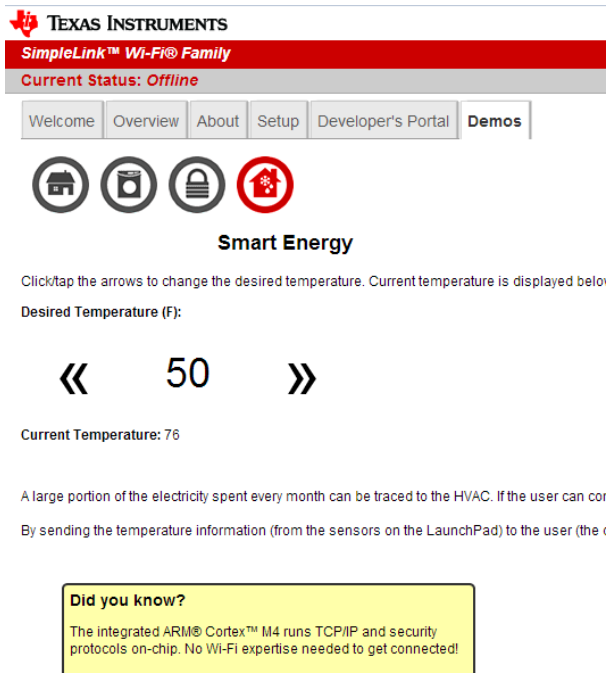 TEXAS INSTRUMENTS
SimpleLink™ Wi-Fi® Family
Current Status: Offline
Welcome Overview About Setup Developer's Portal Demos
Smart Energy
Click/tap the arrows to change the desired temperature. Current temperature is displayed
Desired Temperature (F):
« 50 »
Current Temperature: 76
A large portion of the electricity spent every month can be traced to the HVAC. If the user can
By sending the temperature information (from the sensors on the LaunchPad) to the user (the
Did you know?
The integrated ARM® Cortex™ M4 runs TCP/IP and security
protocols on-chip. No Wi-Fi expertise needed to get connected!